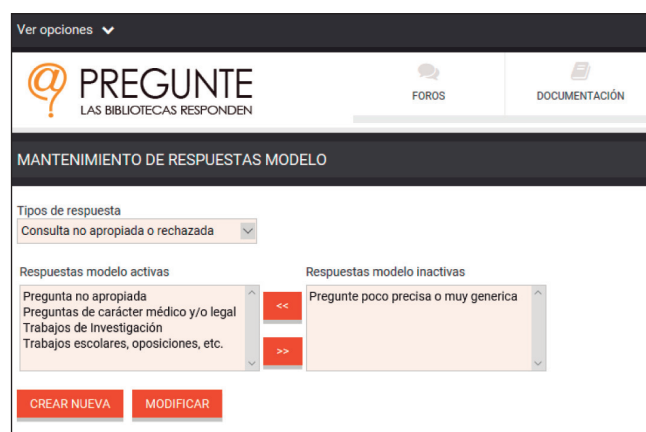 Ver opciones
PREGUNTE
LAS BIBLIOTECAS RESPONDEN
FOROS
DOCUMENTACIÓN
MANTENIMIENTO DE RESPUESTAS MODELO
Tipos de respuesta
Consulta no apropiada o rechazada
Respuestas modelo activas
Respuestas modelo inactivas
Pregunta no apropiada
Preguntas de carácter médico y/o legal
Trabajos de Investigación
Trabajos escolares, oposiciones, etc.
<<
>>
Pregunte poco precisa o muy generica
CREAR NUEVA
MODIFICAR